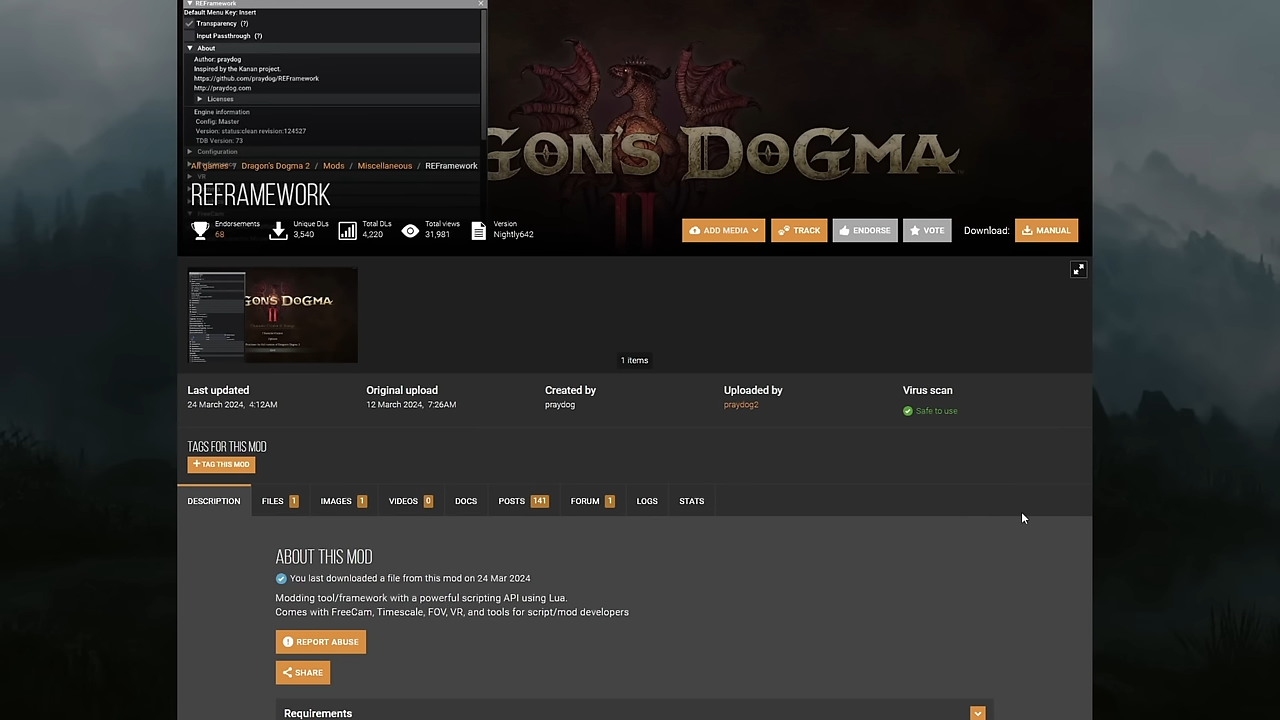 REFramework
Default Menu Key: Insert
Transparency (?)
Input Passthrough (?)
About
Author: praydog
Inspired by the Kanan project.
https://github.com/praydog/REFramework
http://praydog.com
Licenses
Engine information
Config: Master
Version: status:clean revision:124527
TDB Version: 73
Configuration
GON'S DOGMA
II
All games / Dragon's Dogma 2 / Mods / Miscellaneous / REFramework
VR
REFRAMEWORK
FreeCam
Endorsements
68
Unique DLs
3,540
Total DLs
4,220
Total views
31,981
Version
Nightly642
ADD MEDIA
TRACK
ENDORSE
VOTE
Download:
MANUAL
GON'S DOGMA
II
1 items
Last updated
24 March 2024, 4:12AM
Original upload
12 March 2024, 7:26AM
Created by
praydog
Uploaded by
praydog2
Virus scan
Safe to use
TAGS FOR THIS MOD
+ TAG THIS MOD
DESCRIPTION
FILES 1
IMAGES 1
VIDEOS 0
DOCS
POSTS 141
FORUM 1
LOGS
STATS
ABOUT THIS MOD
You last downloaded a file from this mod on 24 Mar 2024
Modding tool/framework with a powerful scripting API using Lua.
Comes with FreeCam, Timescale, FOV, VR, and tools for script/mod developers
REPORT ABUSE
SHARE
Requirements